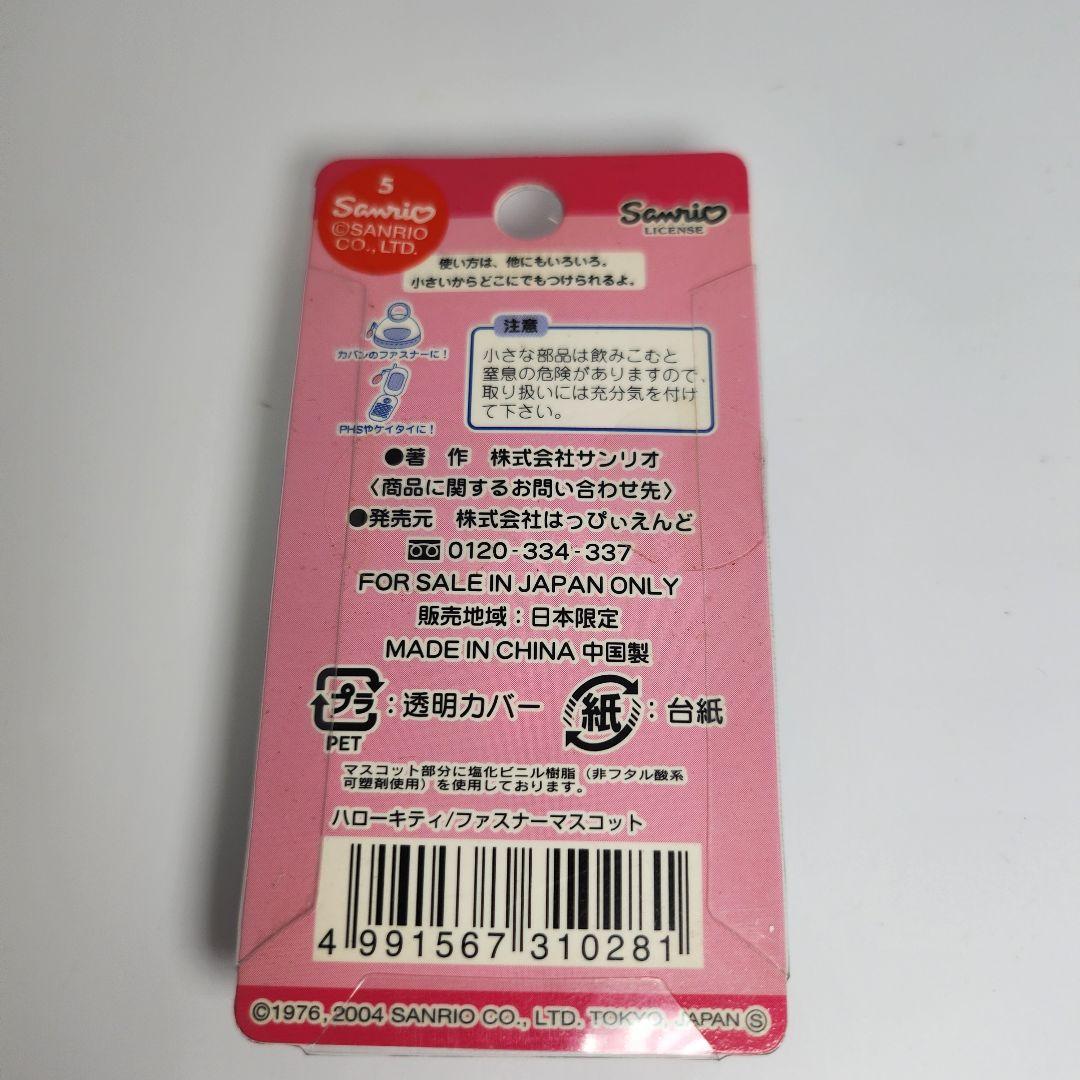 5
Sanrio
©SANRIO
CO., LTD.
Sanrio
LICENSE
使い方は、他にもいろいろ。
小さいからどこにでもつけられるよ。
カバンのファスナーに！
PHSやケイタイに！
注意
小さな部品は飲みこむと
窒息の危険がありますので、
取り扱いには充分気を付け
て下さい。
●著 作 株式会社サンリオ
〈商品に関するお問い合わせ先〉
●発売元 株式会社はっぴぃえんど
0120-334-337
FOR SALE IN JAPAN ONLY
販売地域：日本限定
MADE IN CHINA 中国製
プラ：透明カバー
PET
紙：台紙
マスコット部分に塩化ビニル樹脂（非フタル酸系
可塑剤使用）を使用しております。
ハローキティ/ファスナーマスコット
4 991567 310281
©1976, 2004 SANRIO CO., LTD. TOKYO, JAPAN Ⓢ